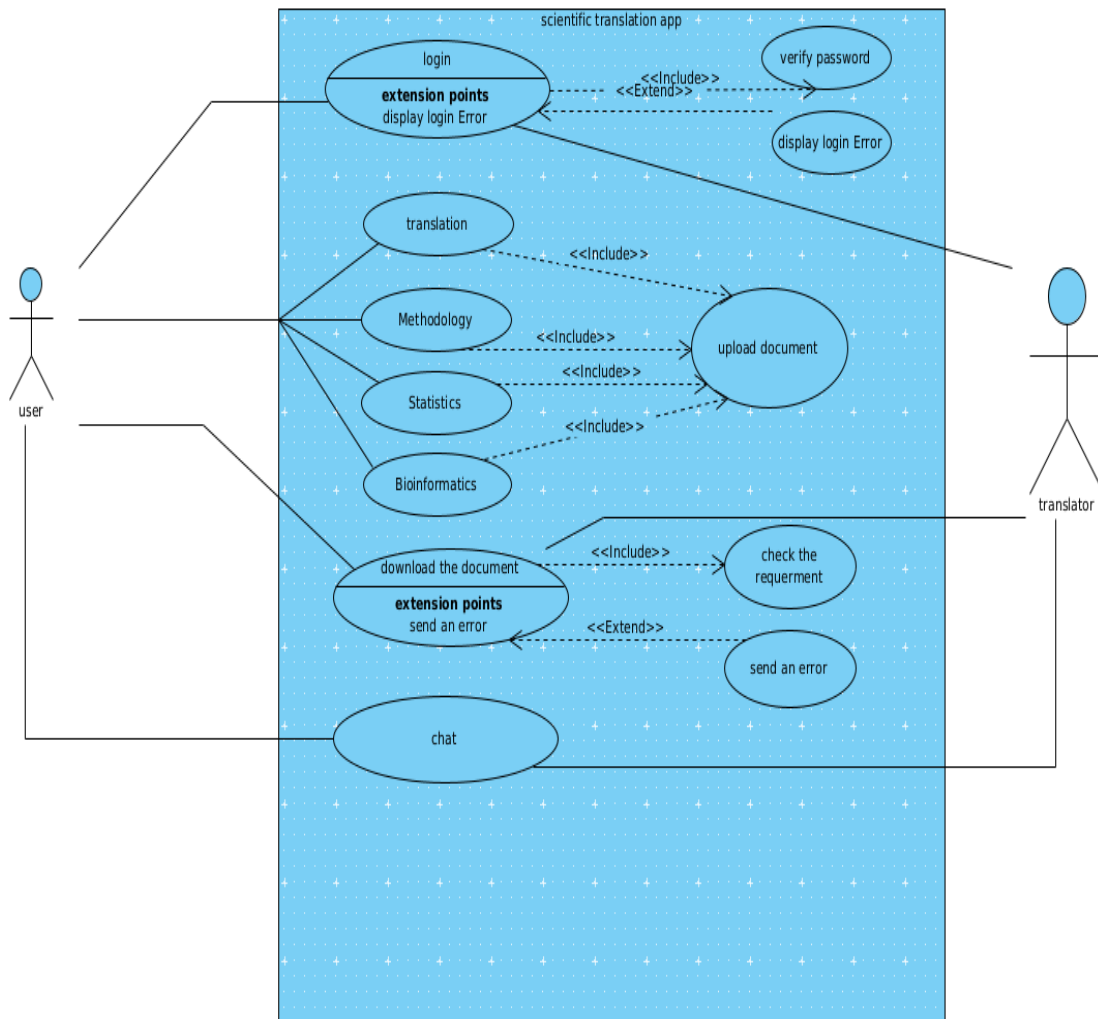 scientific translation app
login
extension points
display login Error
<<Include>>
<<Extend>>
verify password
display login Error
translation
<<Include>>
Methodology
<<Include>>
upload document
Statistics
<<Include>>
Bioinformatics
<<Include>>
user
translator
download the document
extension points
send an error
<<Include>>
check the
requerment
<<Extend>>
send an error
chat